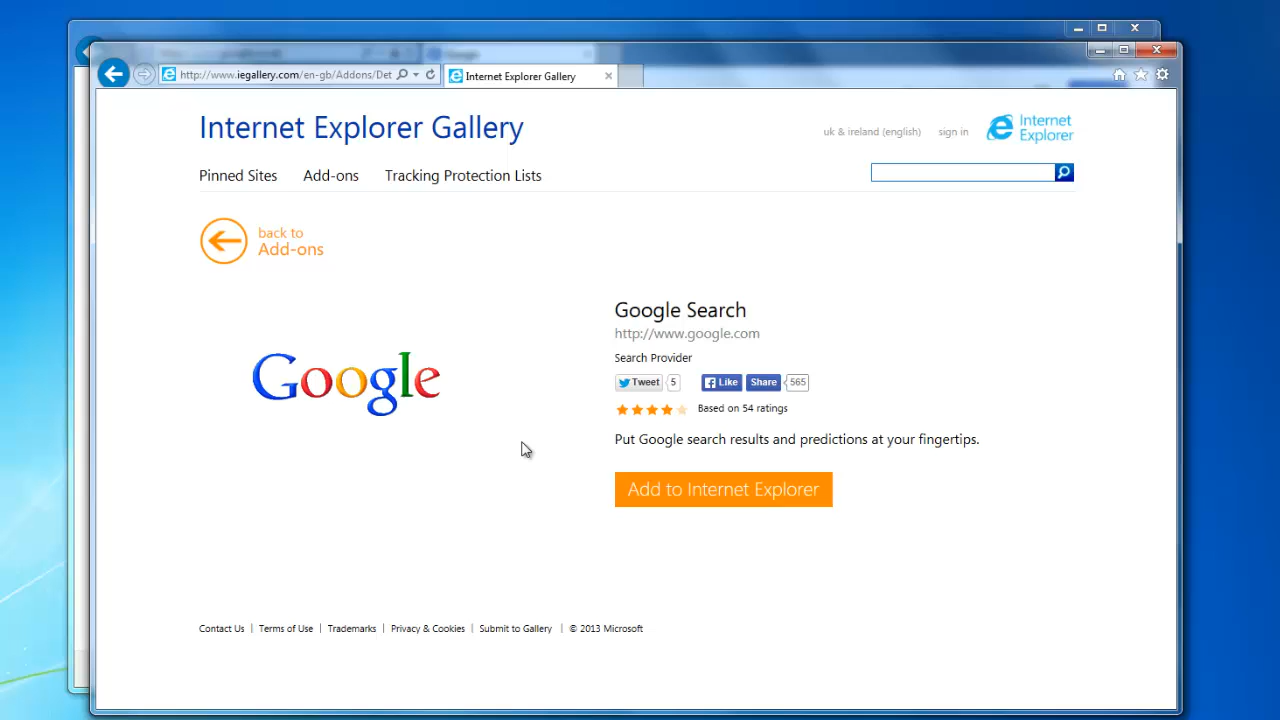 http://www.iegallery.com/en-gb/Addons/Det
Internet Explorer Gallery
Internet Explorer Gallery
uk & ireland (english)
sign in
Internet
Explorer
Pinned Sites
Add-ons
Tracking Protection Lists
back to
Add-ons
Google
Google Search
http://www.google.com
Search Provider
Tweet 5
Like Share 565
Based on 54 ratings
Put Google search results and predictions at your fingertips.
Add to Internet Explorer
Contact Us | Terms of Use | Trademarks | Privacy & Cookies | Submit to Gallery | © 2013 Microsoft